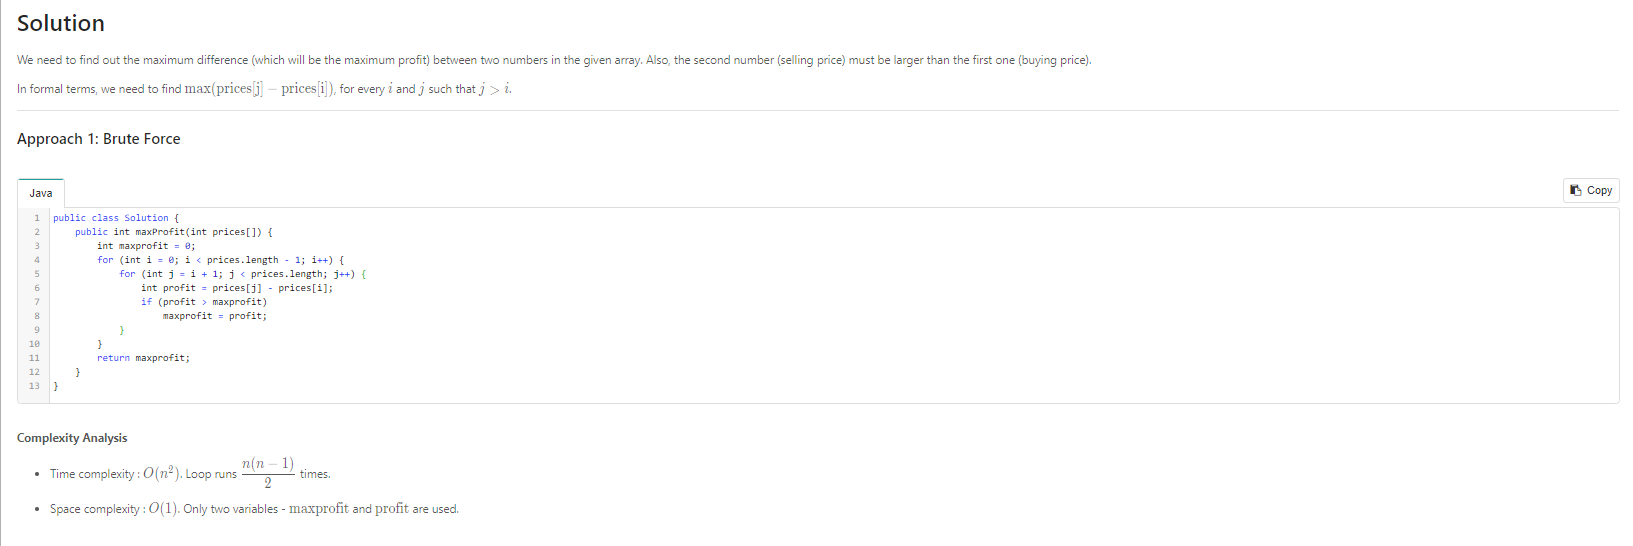 Solution
We need to find out the maximum difference (which will be the maximum profit) between two numbers in the given array. Also, the second number (selling price) must be larger than the first one (buying price).
In formal terms, we need to find max(prices[j] − prices[i]), for every i and j such that j > i.
Approach 1: Brute Force
Java
Copy
1 public class Solution {
2     public int maxProfit(int prices[]) {
3         int maxprofit = 0;
4         for (int i = 0; i < prices.length - 1; i++) {
5             for (int j = i + 1; j < prices.length; j++) {
6                 int profit = prices[j] - prices[i];
7                 if (profit > maxprofit)
8                     maxprofit = profit;
9             }
10         }
11         return maxprofit;
12     }
13 }
Complexity Analysis
• Time complexity : O(n²). Loop runs n(n − 1)/2 times.
• Space complexity : O(1). Only two variables - maxprofit and profit are used.